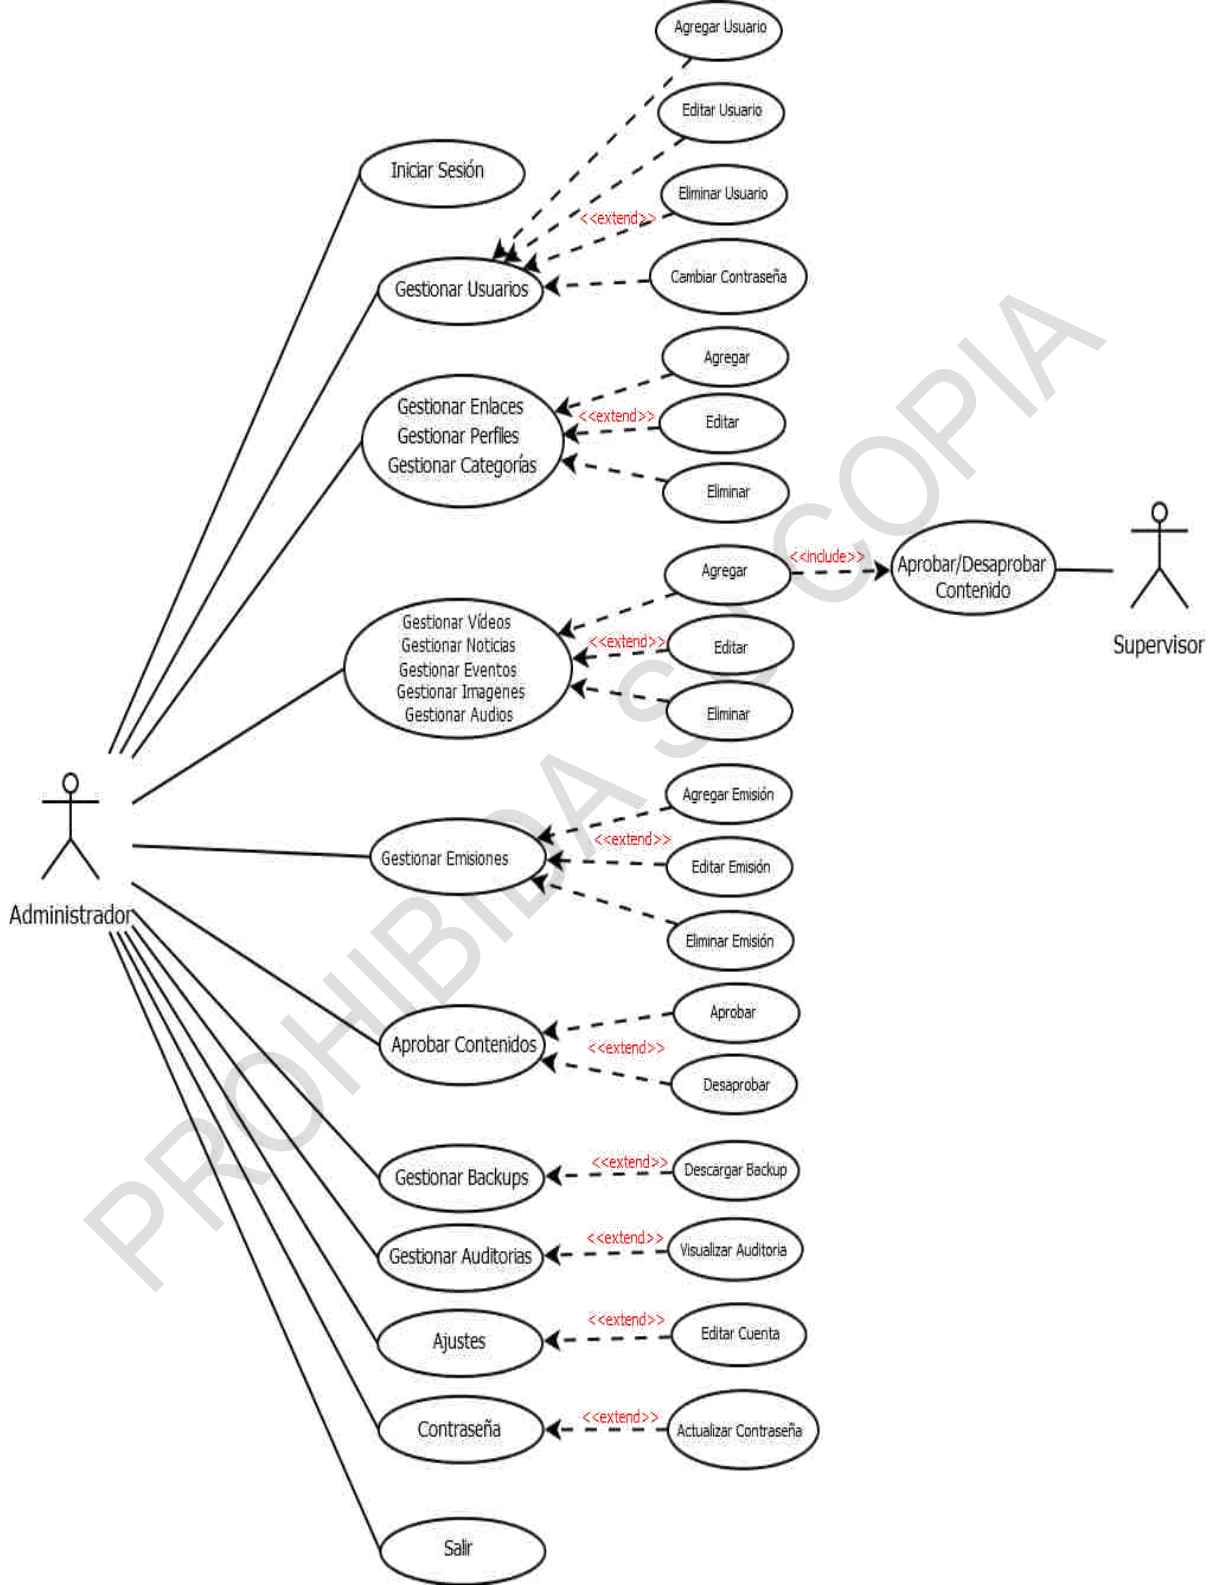 Agregar Usuario
Editar Usuario
Iniciar Sesión
Eliminar Usuario
<<extend>>
Cambiar Contraseña
Gestionar Usuarios
Agregar
Gestionar Enlaces
Gestionar Perfiles
Gestionar Categorías
<<extend>>
Editar
Eliminar
Agregar
<<include>>
Aprobar/Desaprobar
Contenido
Supervisor
Gestionar Vídeos
Gestionar Noticias
Gestionar Eventos
Gestionar Imagenes
Gestionar Audios
<<extend>>
Editar
Eliminar
Agregar Emisión
<<extend>>
Gestionar Emisiones
Editar Emisión
Administrador
Eliminar Emisión
Aprobar
Aprobar Contenidos
<<extend>>
Desaprobar
Gestionar Backups
<<extend>>
Descargar Backup
Gestionar Auditorias
<<extend>>
Visualizar Auditoria
Ajustes
<<extend>>
Editar Cuenta
Contraseña
<<extend>>
Actualizar Contraseña
Salir
PROHIBIDA SU COPIA